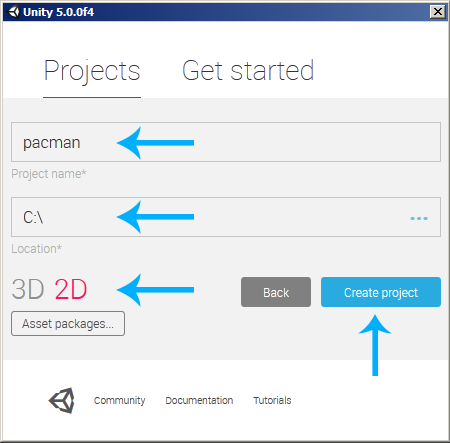 Unity 5.0.0f4
Projects Get started
pacman
Project name*
C:\
Location*
3D 2D Back Create project
Asset packages...
Community Documentation Tutorials